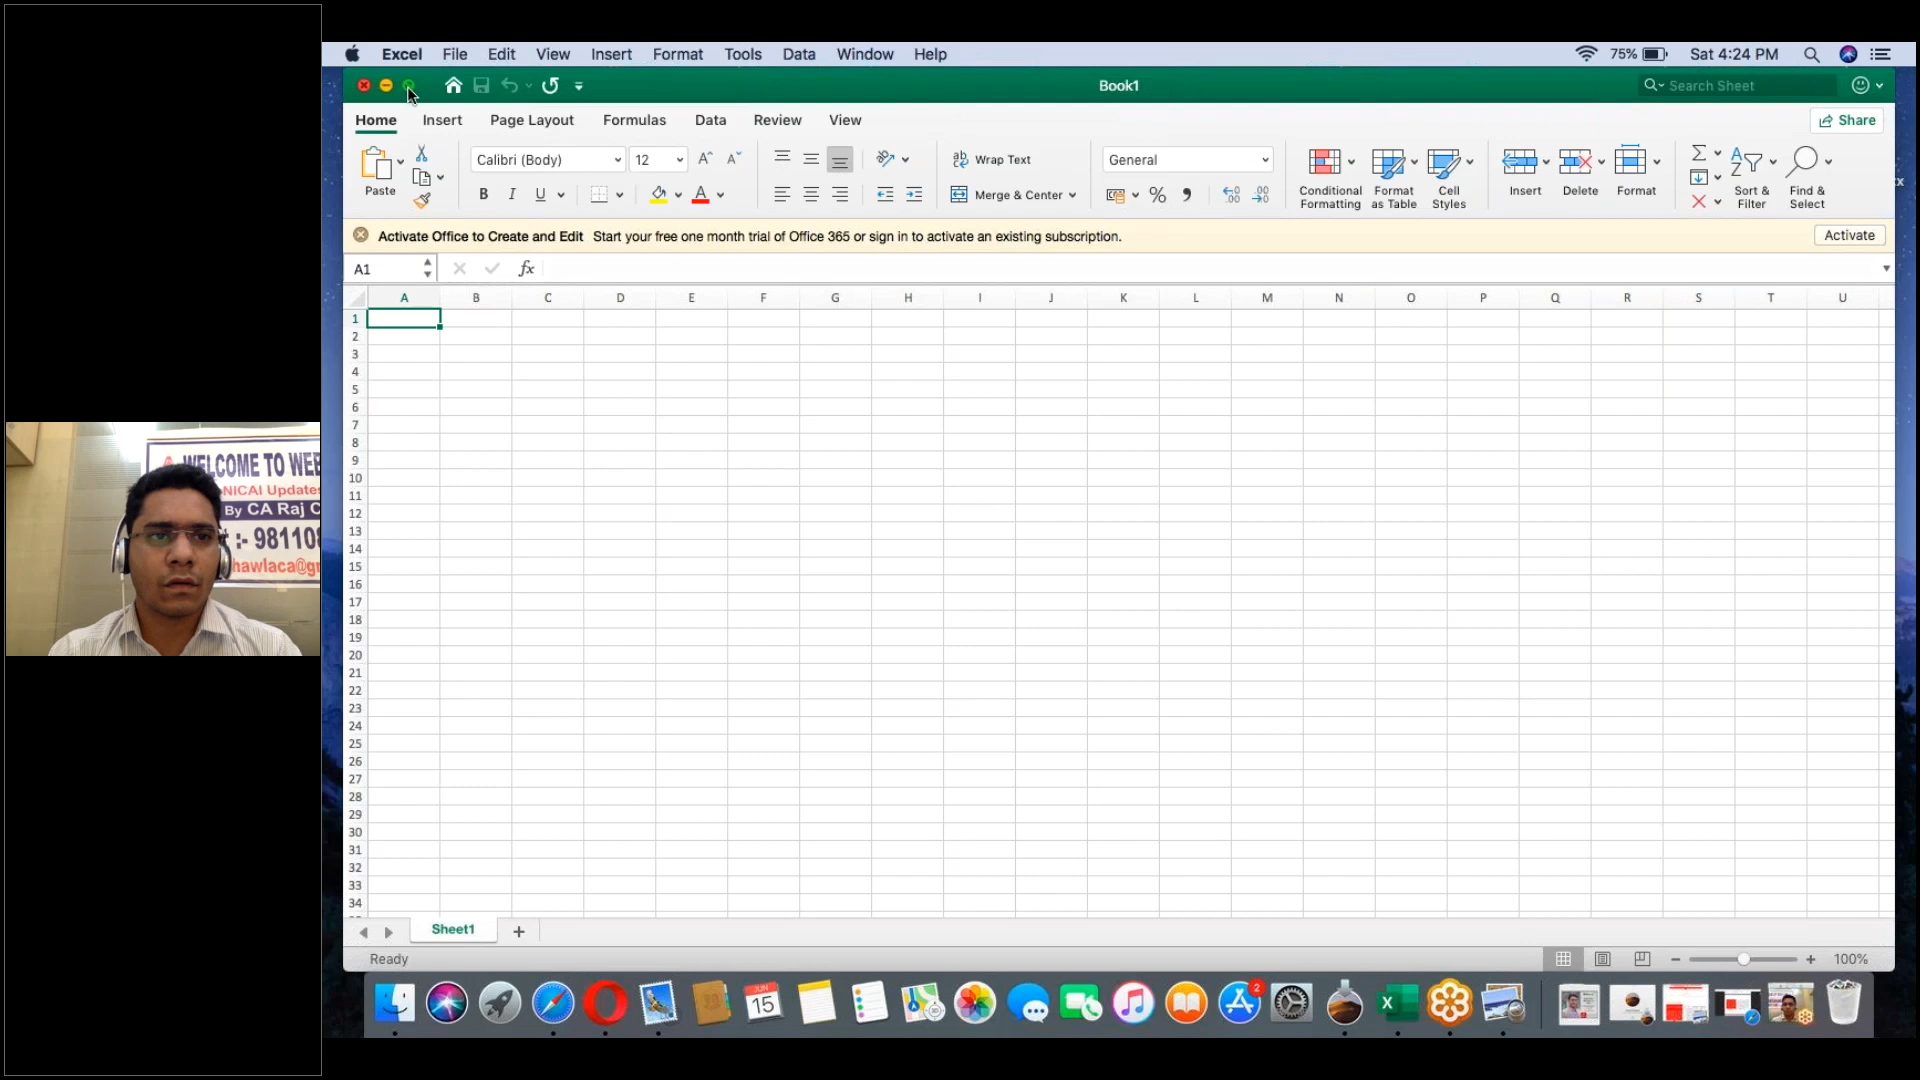 Excel File Edit View Insert Format Tools Data Window Help 75% Sat 4:24 PM
Book1 Search Sheet
Home Insert Page Layout Formulas Data Review View Share
Paste Calibri (Body) 12 Wrap Text General
B I U Merge & Center % Conditional Formatting Format as Table Cell Styles Insert Delete Format Sort & Filter Find & Select
Activate Office to Create and Edit Start your free one month trial of Office 365 or sign in to activate an existing subscription. Activate
A1 fx
A B C D E F G H I J K L M N O P Q R S T U
1
2
3
4
5
6
7
8
9
10
11
12
13
14
15
16
17
18
19
20
21
22
23
24
25
26
27
28
29
30
31
32
33
34
WELCOME TO WEB
NICAI Updates
By CA Raj C
:- 98110
hawlaca@g
Sheet1
Ready 100%
JUN
15
2